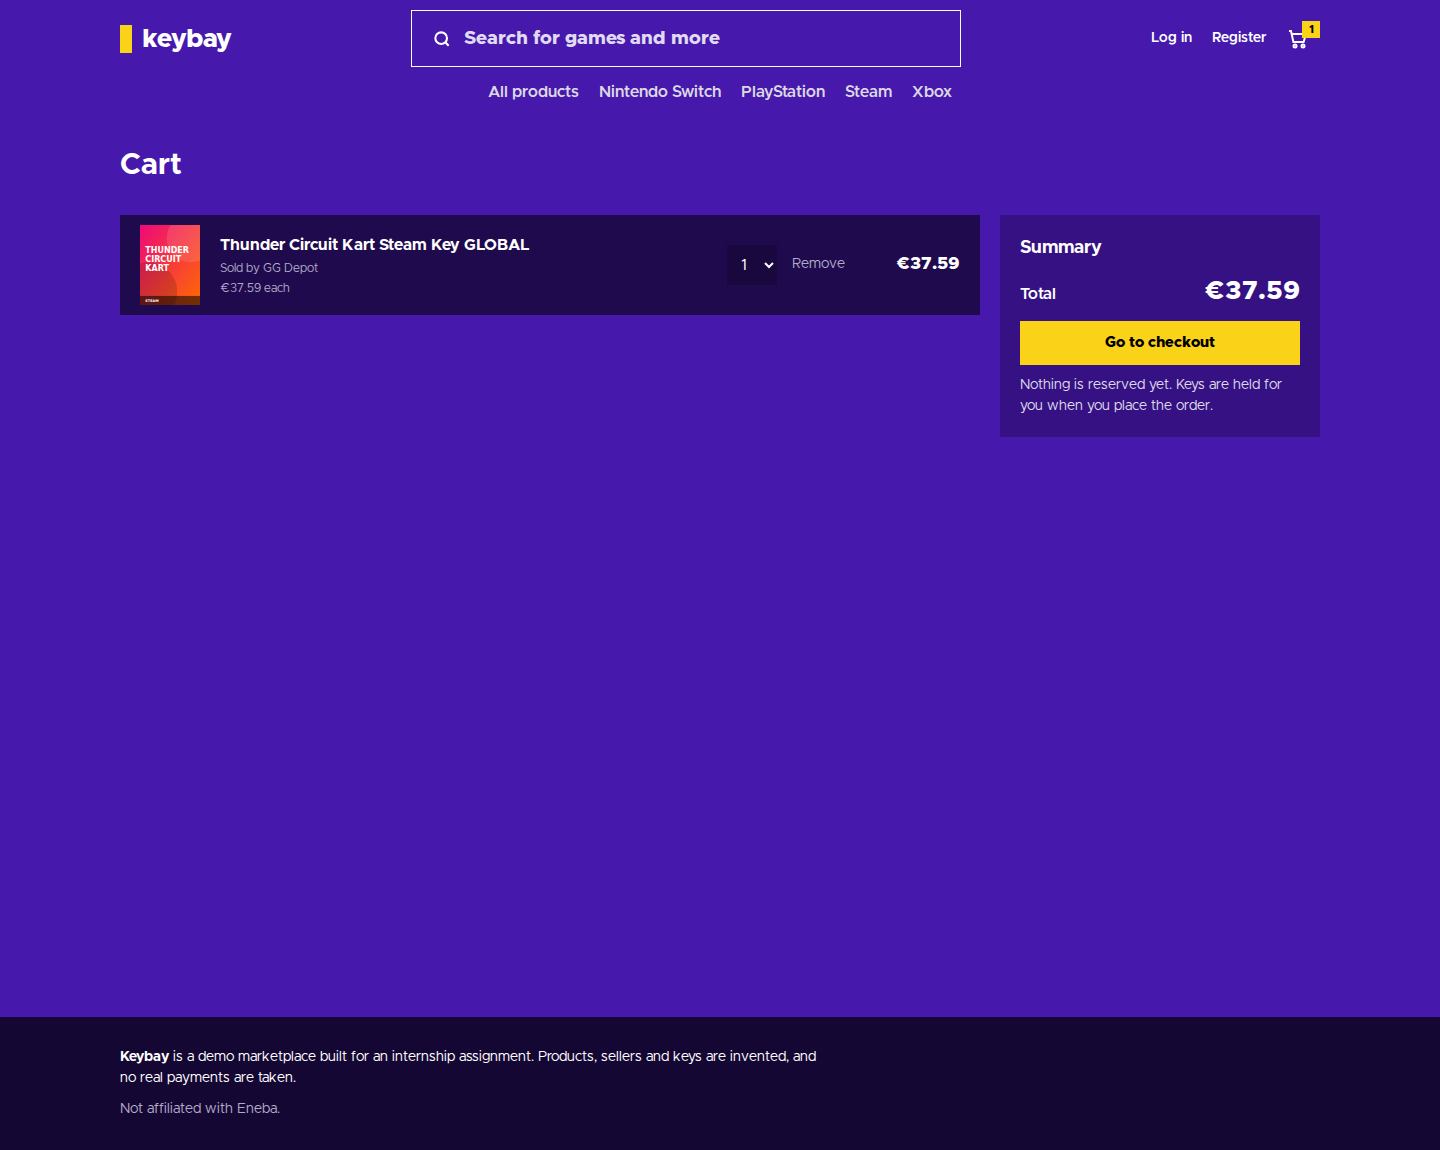 keybay
Search for games and more
Log in
Register
1
All products
Nintendo Switch
PlayStation
Steam
Xbox
Cart
THUNDER
CIRCUIT
KART
STEAM
Thunder Circuit Kart Steam Key GLOBAL
Sold by GG Depot
€37.59 each
1
Remove
€37.59
Summary
Total
€37.59
Go to checkout
Nothing is reserved yet. Keys are held for
you when you place the order.
Keybay is a demo marketplace built for an internship assignment. Products, sellers and keys are invented, and
no real payments are taken.
Not affiliated with Eneba.